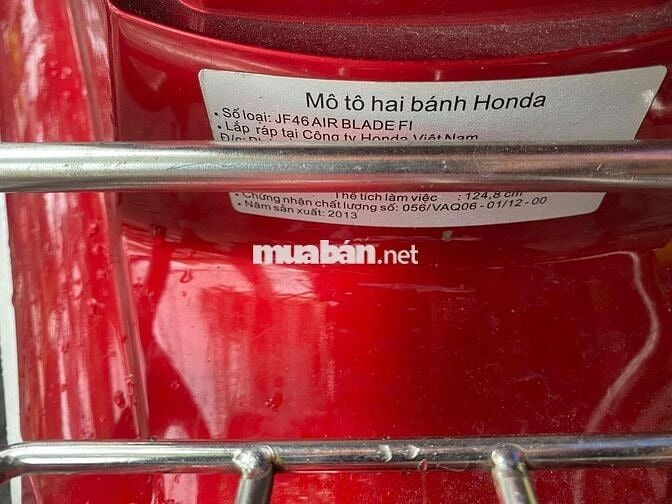 Mô tô hai bánh Honda
• Số loại: JF46 AIR BLADE FI
• Lắp ráp tại Công ty Honda Việt Nam
Thể tích làm việc : 124,8 cm
• Chứng nhận chất lượng số: 056/VAQ06 - 01/12 - 00
• Năm sản xuất: 2013
muabán.net